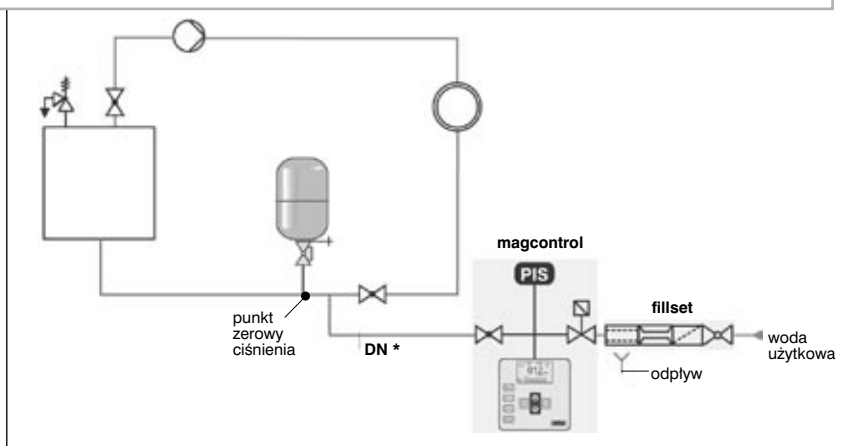 magcontrol
PIS
fillset
punkt
zerowy
ciśnienia
DN *
woda
użytkowa
odpływ